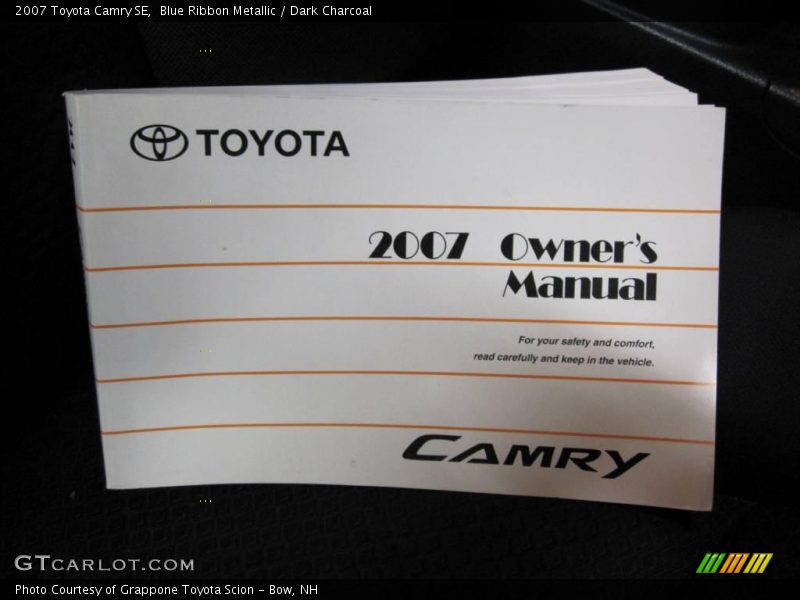 2007 Toyota Camry SE,  Blue Ribbon Metallic / Dark Charcoal
TOYOTA
2007 Owner's
Manual
For your safety and comfort,
read carefully and keep in the vehicle.
CAMRY
GTCARLOT.COM
Photo Courtesy of Grappone Toyota Scion - Bow, NH